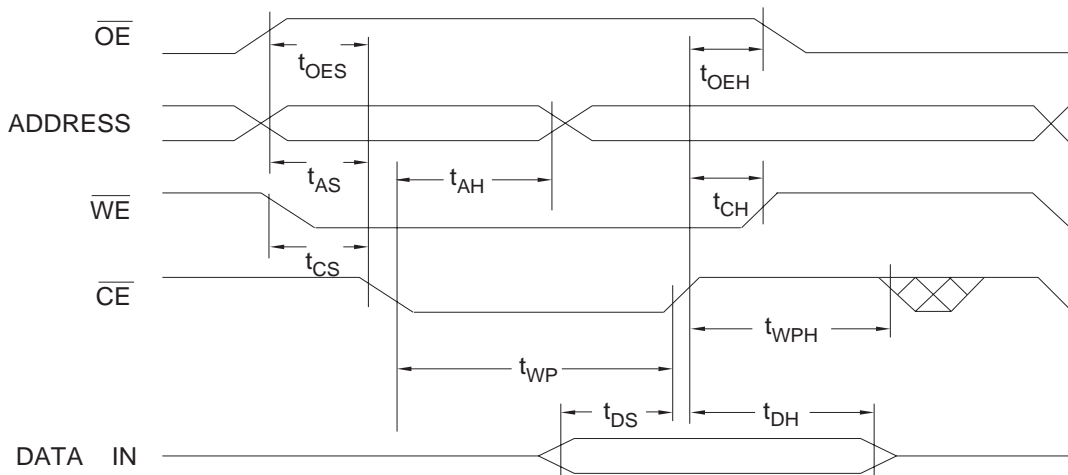 OE
tOES
tOEH
ADDRESS
tAS
tAH
tCH
WE
tCS
CE
tWPH
tWP
tDS
tDH
DATA IN